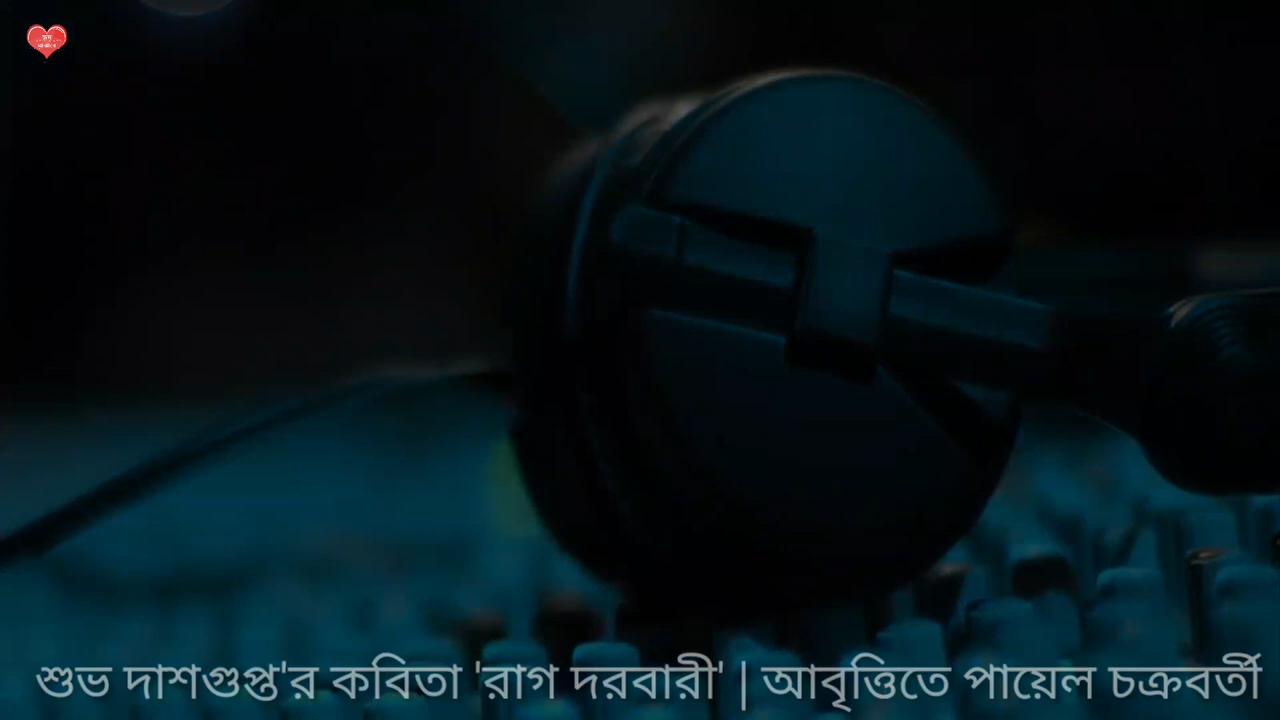 শুভ দাশগুপ্ত'র কবিতা 'রাগ দরবারী' | আবৃত্তিতে পায়েল চক্রবর্তী